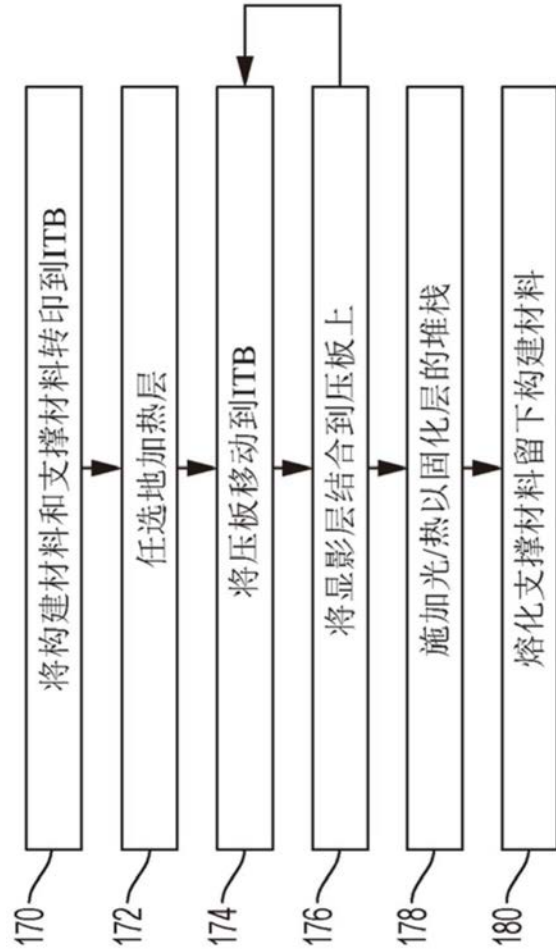 170
将构建材料和支撑材料转印到ITB
172
任选地加热层
174
将压板移动到ITB
176
将显影层结合到压板上
178
施加光/热以固化层的堆栈
180
熔化支撑材料留下构建材料